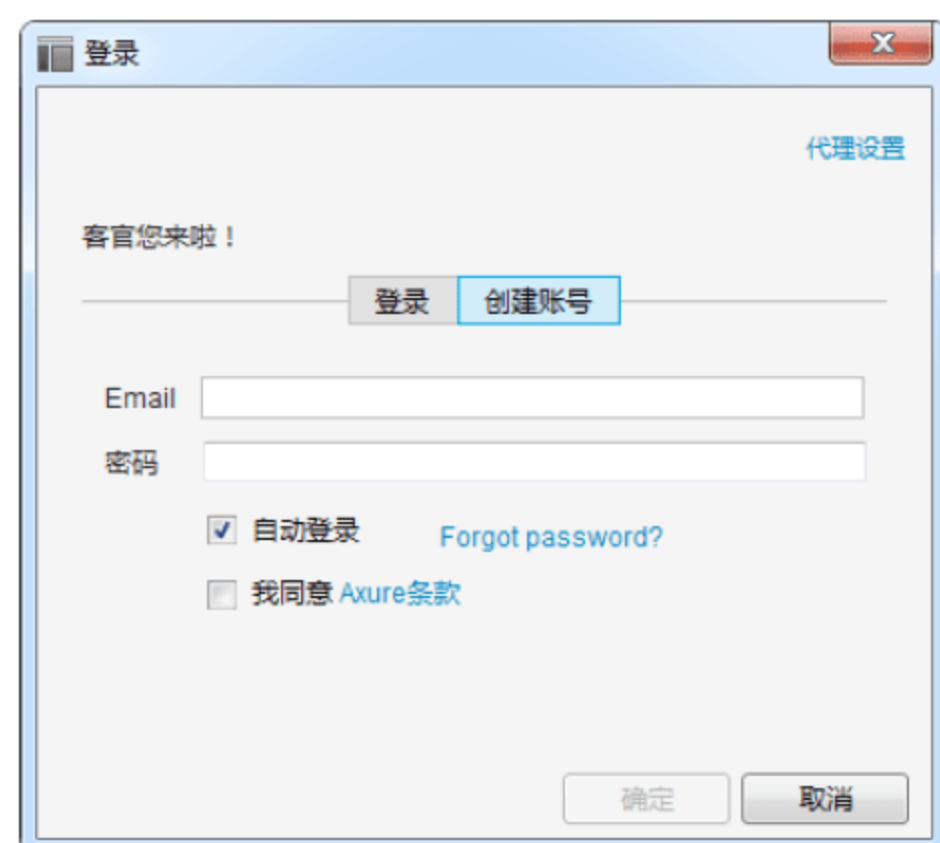 登录
代理设置
客官您来啦！
登录 创建账号
Email
密码
自动登录 Forgot password?
我同意 Axure条款
确定 取消